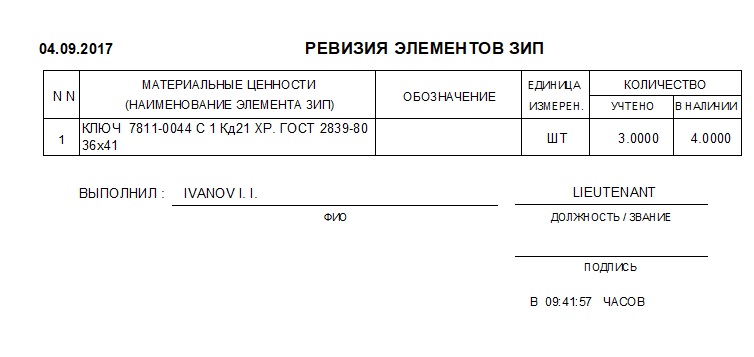 04.09.2017 РЕВИЗИЯ ЭЛЕМЕНТОВ ЗИП
N N МАТЕРИАЛЬНЫЕ ЦЕННОСТИ (НАИМЕНОВАНИЕ ЭЛЕМЕНТА ЗИП) ОБОЗНАЧЕНИЕ ЕДИНИЦА ИЗМЕРЕН. КОЛИЧЕСТВО
УЧТЕНО В НАЛИЧИИ
1 КЛЮЧ 7811-0044 С 1 Кд21 ХР. ГОСТ 2839-80
36х41 ШТ 3.0000 4.0000
ВЫПОЛНИЛ : IVANOV I. I. LIEUTENANT
ФИО ДОЛЖНОСТЬ / ЗВАНИЕ
ПОДПИСЬ
В 09:41:57 ЧАСОВ